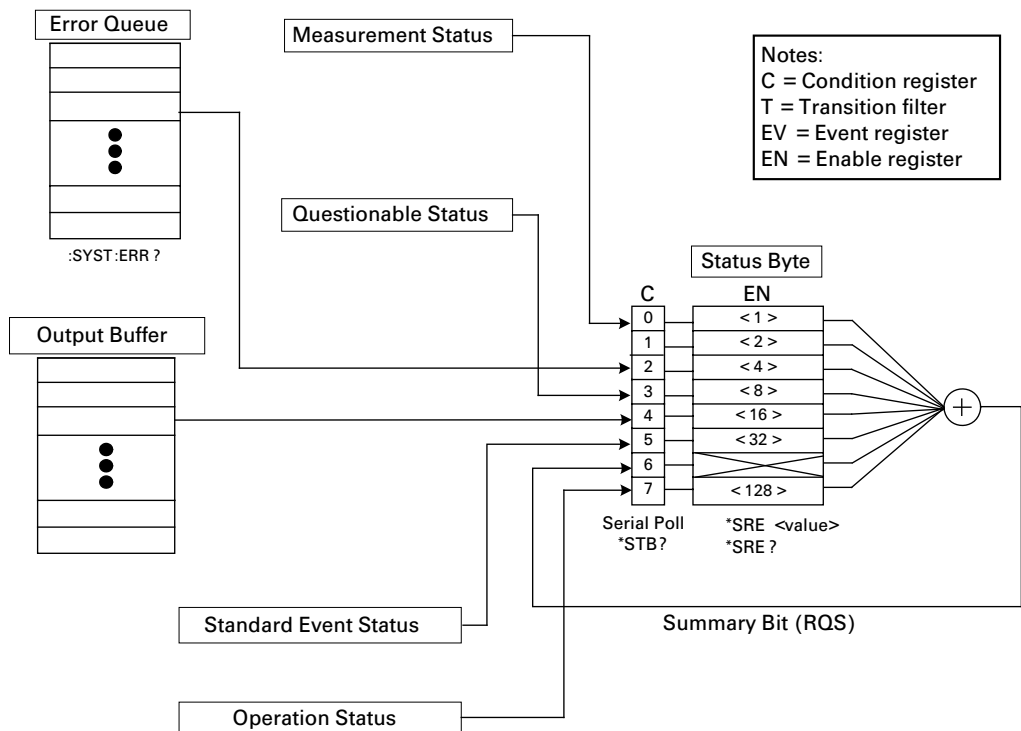 Error Queue
:SYST:ERR ?
Measurement Status
Notes:
C = Condition register
T = Transition filter
EV = Event register
EN = Enable register
Questionable Status
Output Buffer
Status Byte
C EN
0 < 1 >
1 < 2 >
2 < 4 >
3 < 8 >
4 < 16 >
5 < 32 >
6
7 < 128 >
Serial Poll
*STB?
*SRE <value>
*SRE ?
Summary Bit (RQS)
Standard Event Status
Operation Status